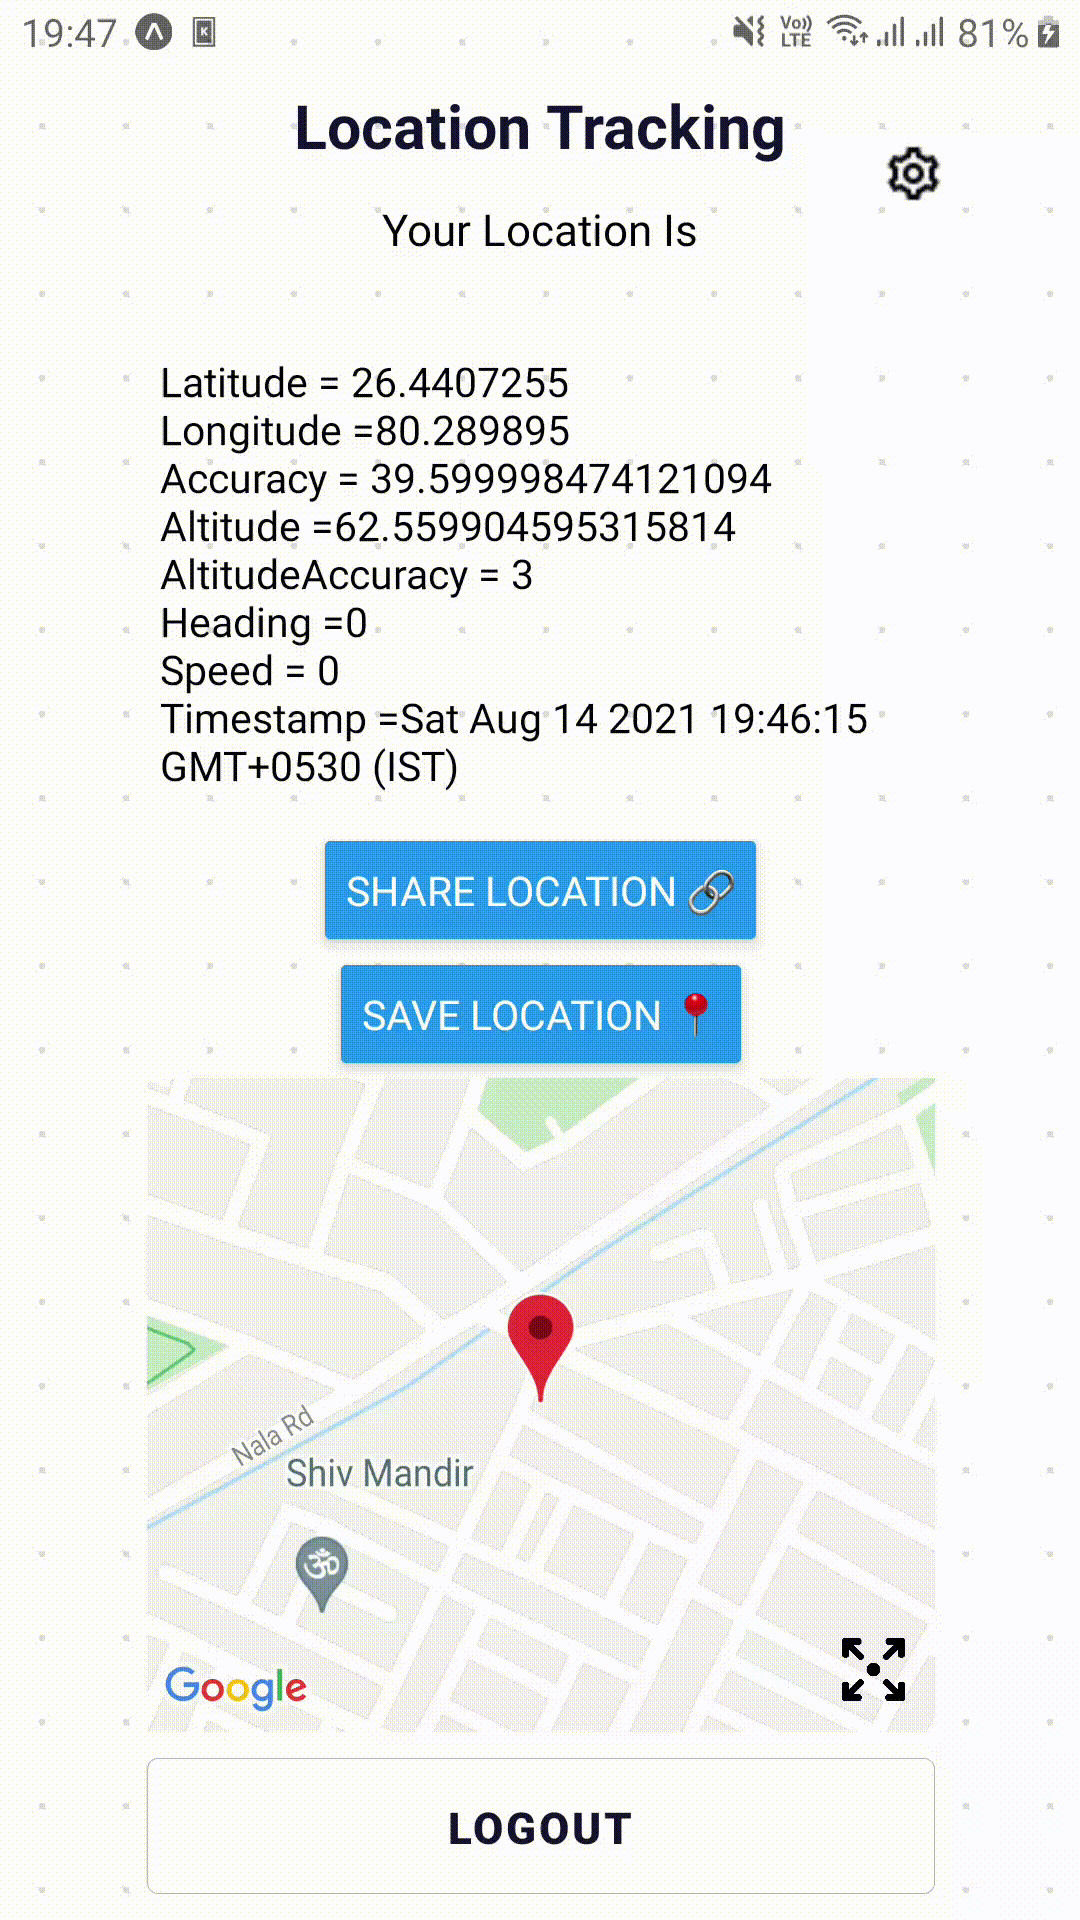 19:47
K
Vo))
LTE
81%
Location Tracking
Your Location Is
Latitude = 26.4407255
Longitude =80.289895
Accuracy = 39.599998474121094
Altitude =62.559904595315814
AltitudeAccuracy = 3
Heading =0
Speed = 0
Timestamp =Sat Aug 14 2021 19:46:15
GMT+0530 (IST)
SHARE LOCATION 🔗
SAVE LOCATION 📍
Nala Rd
Shiv Mandir
ॐ
Google
LOGOUT